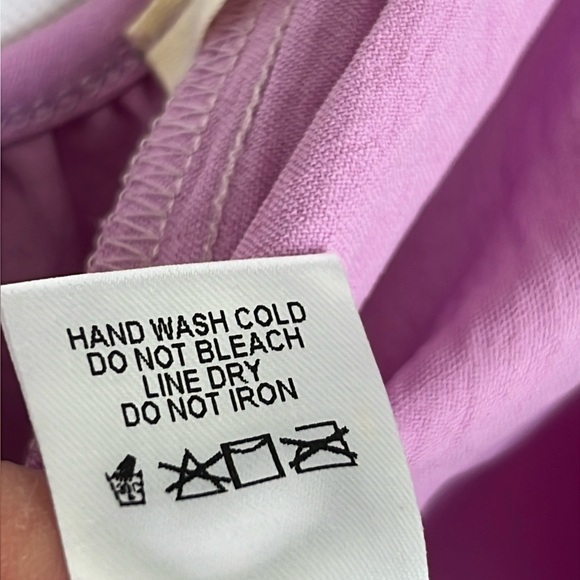 HAND WASH COLD
DO NOT BLEACH
LINE DRY
DO NOT IRON